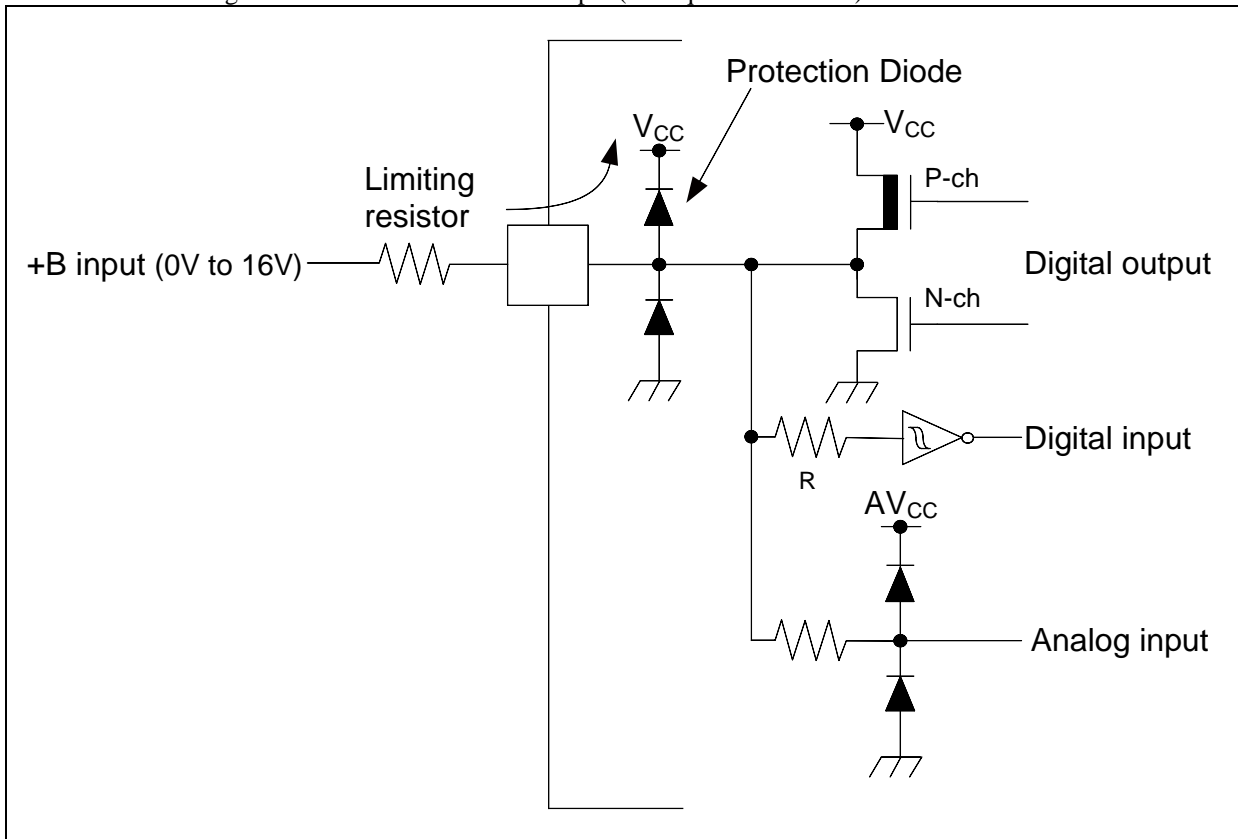 Protection Diode
V_CC
V_CC
P-ch
Limiting
resistor
+B input (0V to 16V)
Digital output
N-ch
Digital input
R
AV_CC
Analog input